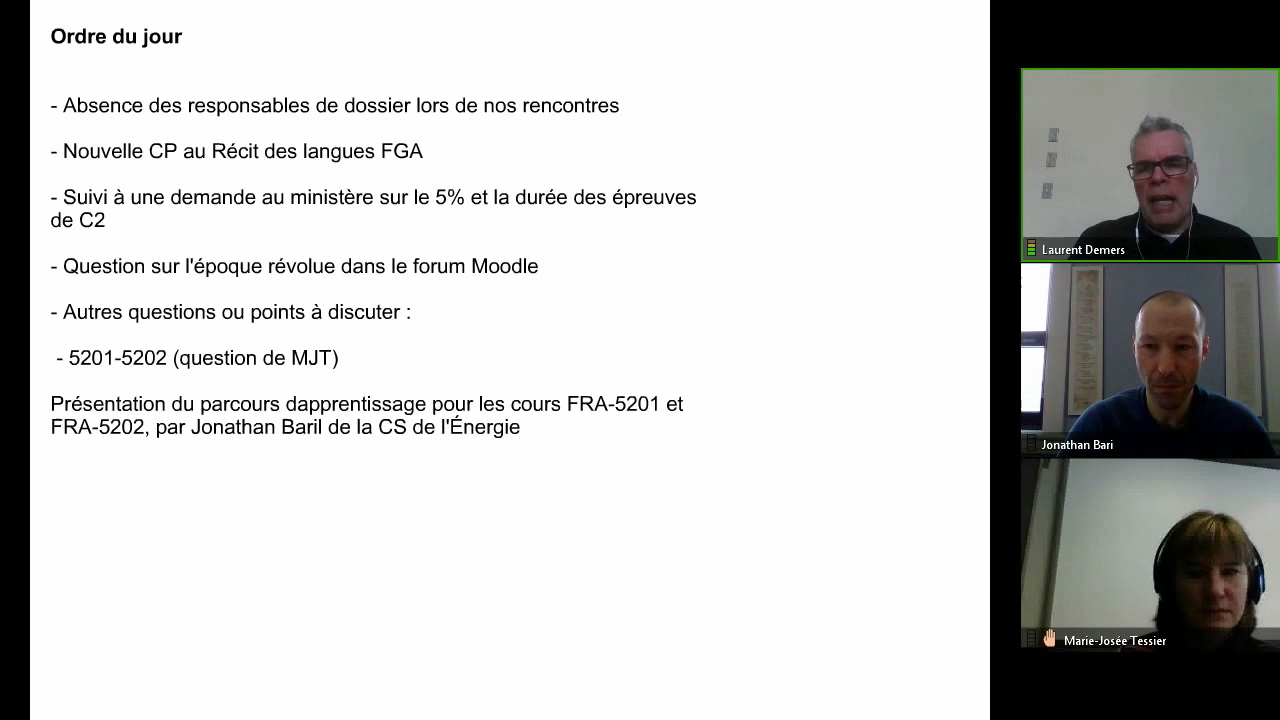 Ordre du jour
- Absence des responsables de dossier lors de nos rencontres
- Nouvelle CP au Récit des langues FGA
- Suivi à une demande au ministère sur le 5% et la durée des épreuves
de C2
- Question sur l'époque révolue dans le forum Moodle
- Autres questions ou points à discuter :
- 5201-5202 (question de MJT)
Présentation du parcours dapprentissage pour les cours FRA-5201 et
FRA-5202, par Jonathan Baril de la CS de l'Énergie
Laurent Demers
Jonathan Bari
Marie-Josée Tessier